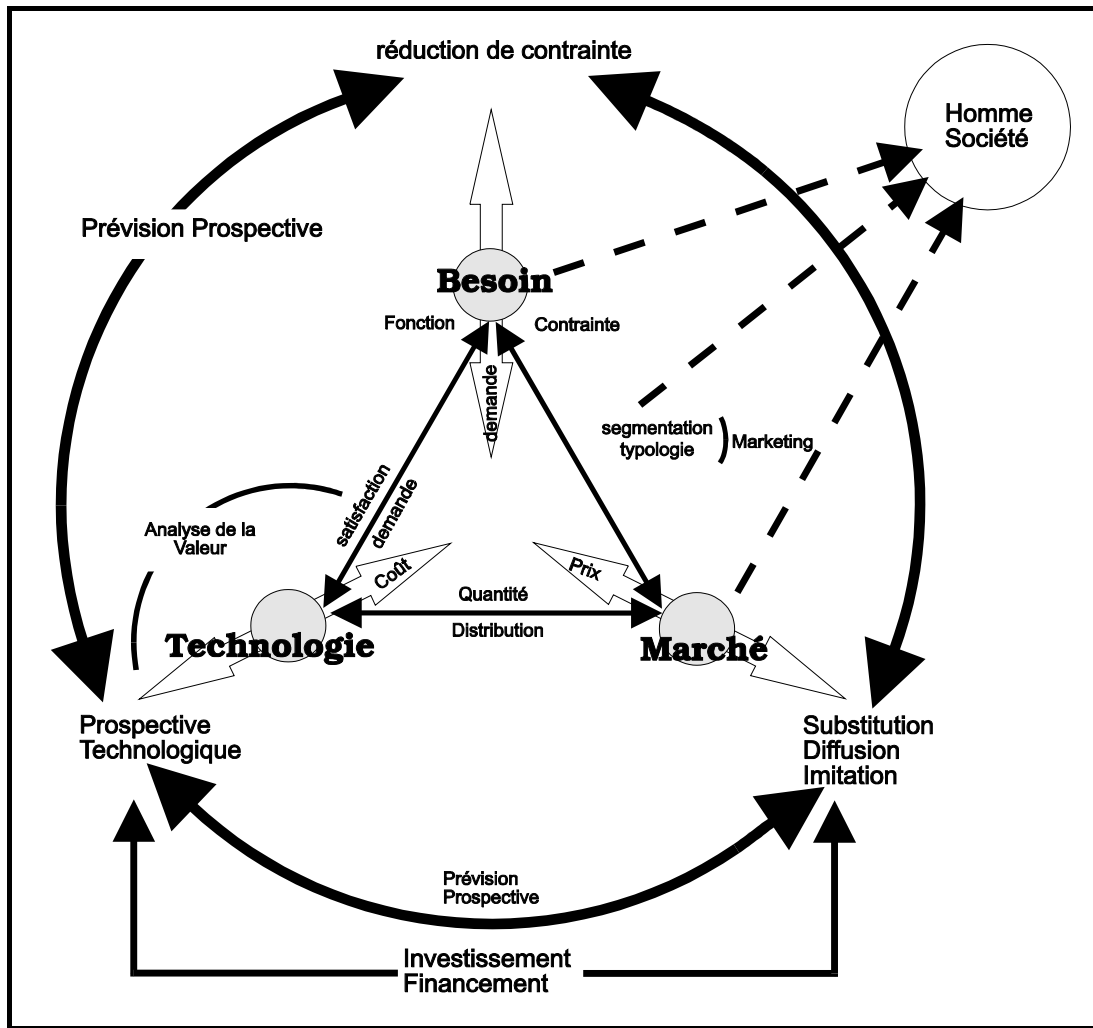 réduction de contrainte
Homme
Société
Prévision Prospective
Besoin
Fonction
Contrainte
demande
segmentation
typologie
Marketing
satisfaction
demande
Analyse de la
Valeur
Coût
Prix
Quantité
Distribution
Technologie
Marché
Prospective
Technologique
Substitution
Diffusion
Imitation
Prévision
Prospective
Investissement
Financement